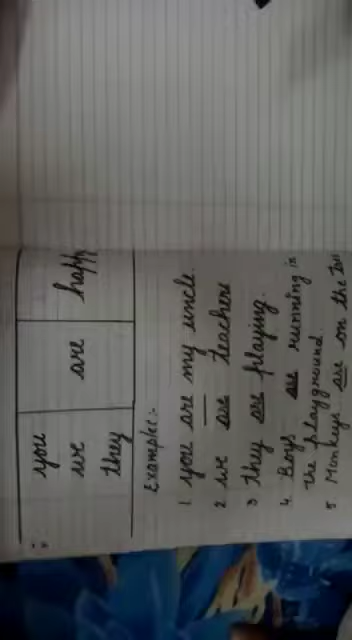 you
we are happ
they
Example:-
1 you are my uncle.
2 we are teachers
3 they are playing.
4. Boys are running in
the playground.
5 Monkeys are on the